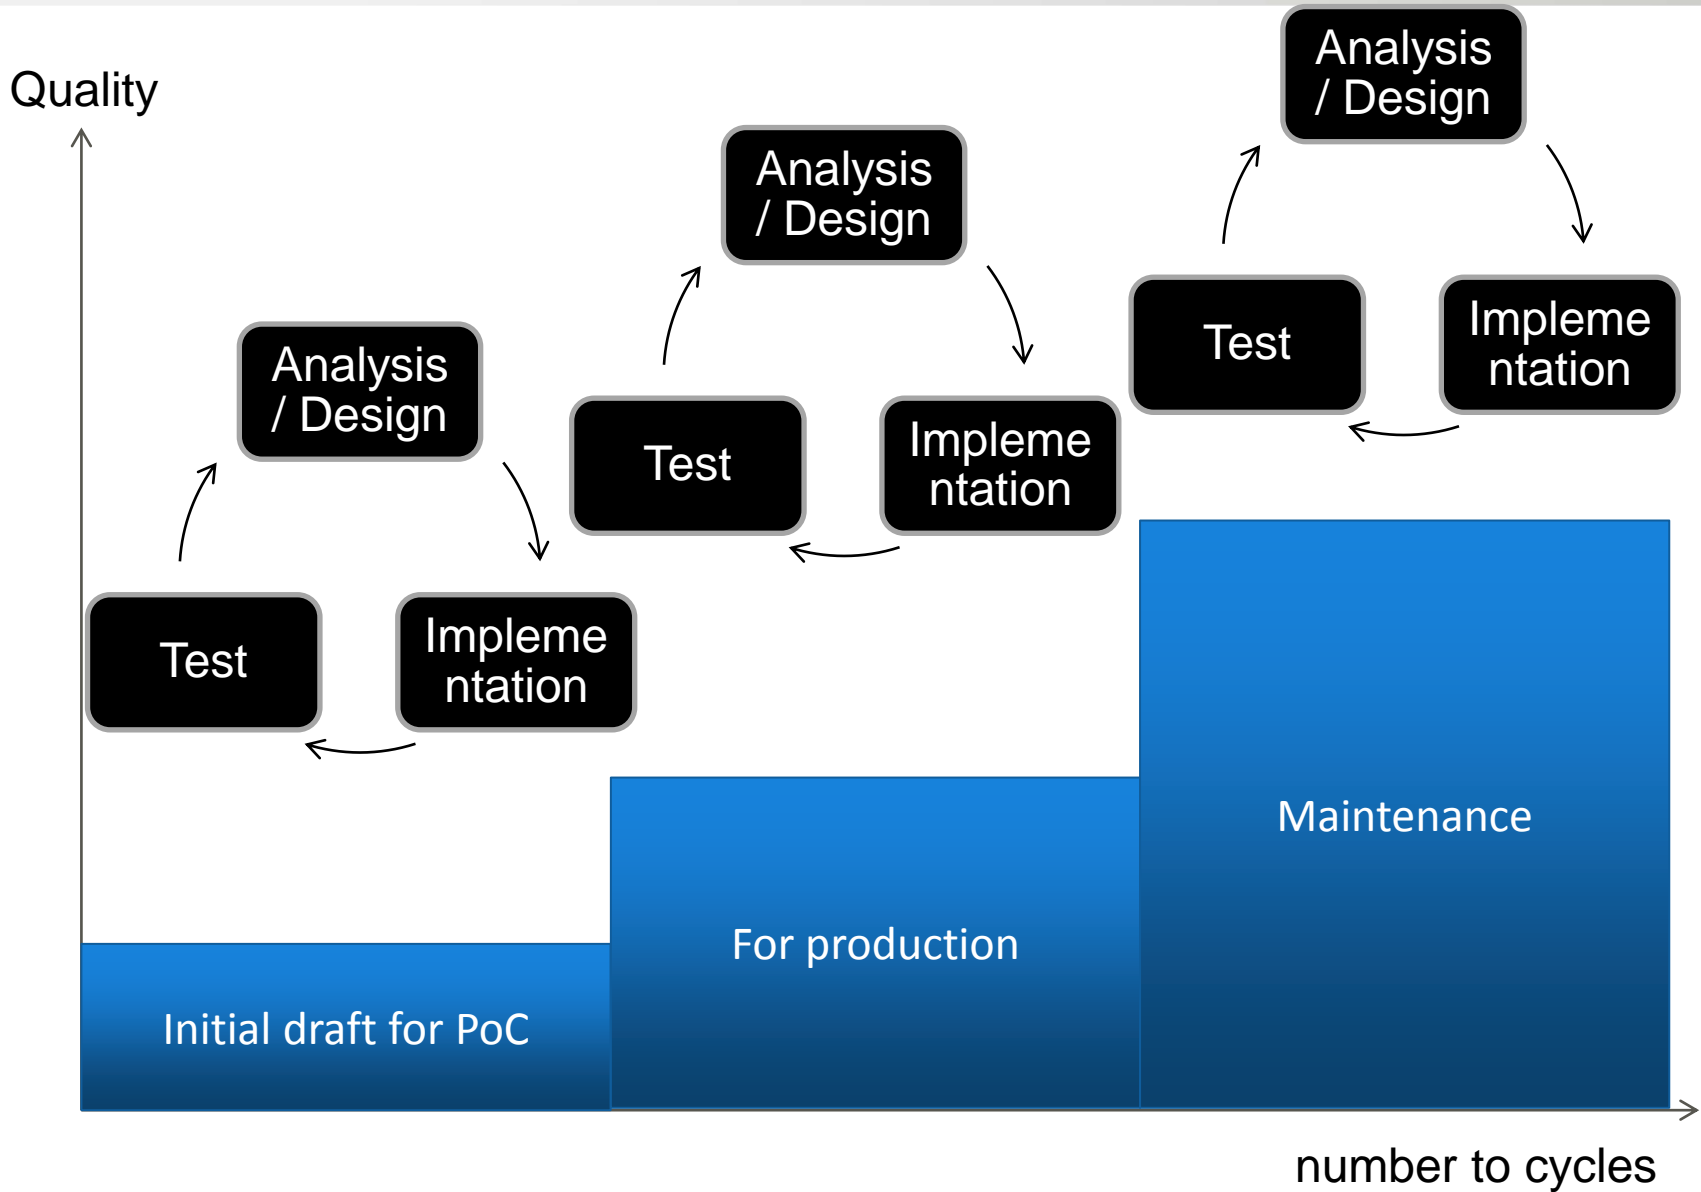 Quality
Analysis
/ Design
Test
Impleme
ntation
Analysis
/ Design
Test
Impleme
ntation
Analysis
/ Design
Test
Impleme
ntation
Initial draft for PoC
For production
Maintenance
number to cycles